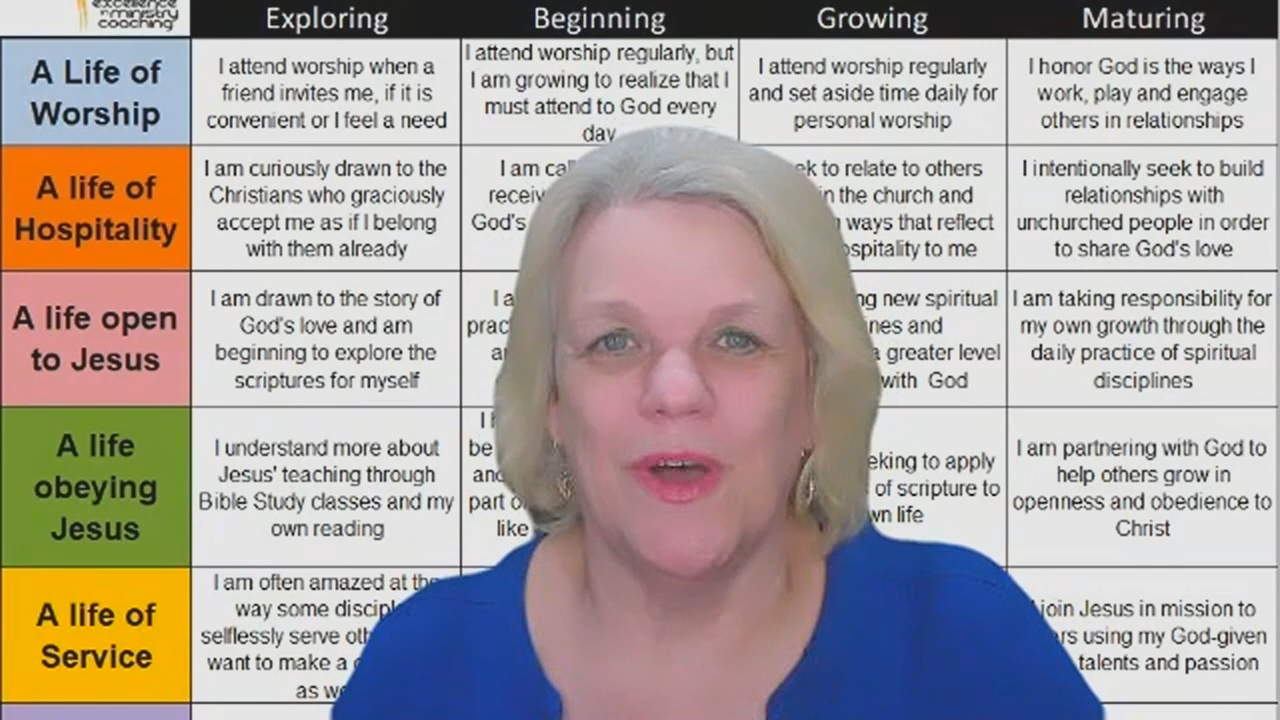 excellence in
ministry
coaching
Exploring
Beginning
Growing
Maturing
A Life of
Worship
I attend worship when a
friend invites me, if it is
convenient or I feel a need
I attend worship regularly, but
I am growing to realize that I
must attend to God every
day
I attend worship regularly
and set aside time daily for
personal worship
I honor God is the ways I
work, play and engage
others in relationships
A life of
Hospitality
I am curiously drawn to the
Christians who graciously
accept me as if I belong
with them already
I am
God's
to relate to others
in the church and
ways that reflect
to me
I intentionally seek to build
relationships with
unchurched people in order
to share God's love
A life open
to Jesus
I am drawn to the story of
God's love and am
beginning to explore the
scriptures for myself
I
new spiritual
and
greater level
with God
I am taking responsibility for
my own growth through the
daily practice of spiritual
disciplines
A life
obeying
Jesus
I understand more about
Jesus' teaching through
Bible Study classes and my
own reading
I
be
part
like
to apply
of scripture to
life
I am partnering with God to
help others grow in
openness and obedience to
Christ
A life of
Service
I am often amazed at the
way some
selflessly serve
want to make a
as
join Jesus in mission to
using my God-given
talents and passion